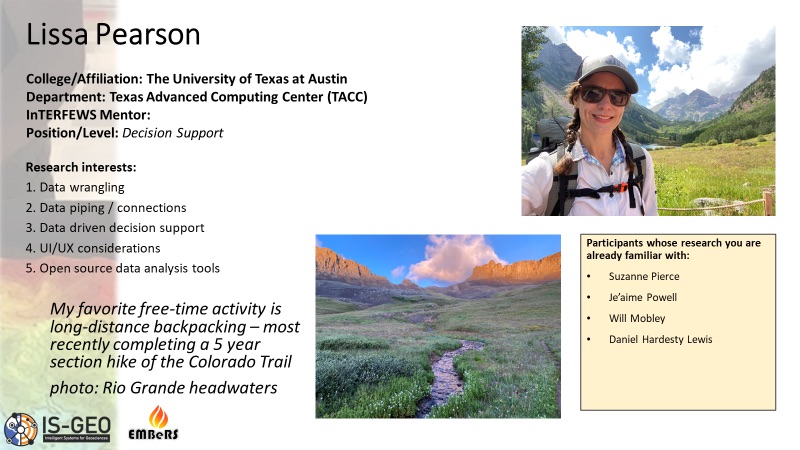 Lissa Pearson
College/Affiliation: The University of Texas at Austin
Department: Texas Advanced Computing Center (TACC)
InTERFEWS Mentor:
Position/Level: Decision Support
Research interests:
1. Data wrangling
2. Data piping / connections
3. Data driven decision support
4. UI/UX considerations
5. Open source data analysis tools
My favorite free-time activity is
long-distance backpacking – most
recently completing a 5 year
section hike of the Colorado Trail
photo: Rio Grande headwaters
Participants whose research you are
already familiar with:
• Suzanne Pierce
• Je'aime Powell
• Will Mobley
• Daniel Hardesty Lewis
IS-GEO
Intelligent Systems for Geosciences
EMBeRS